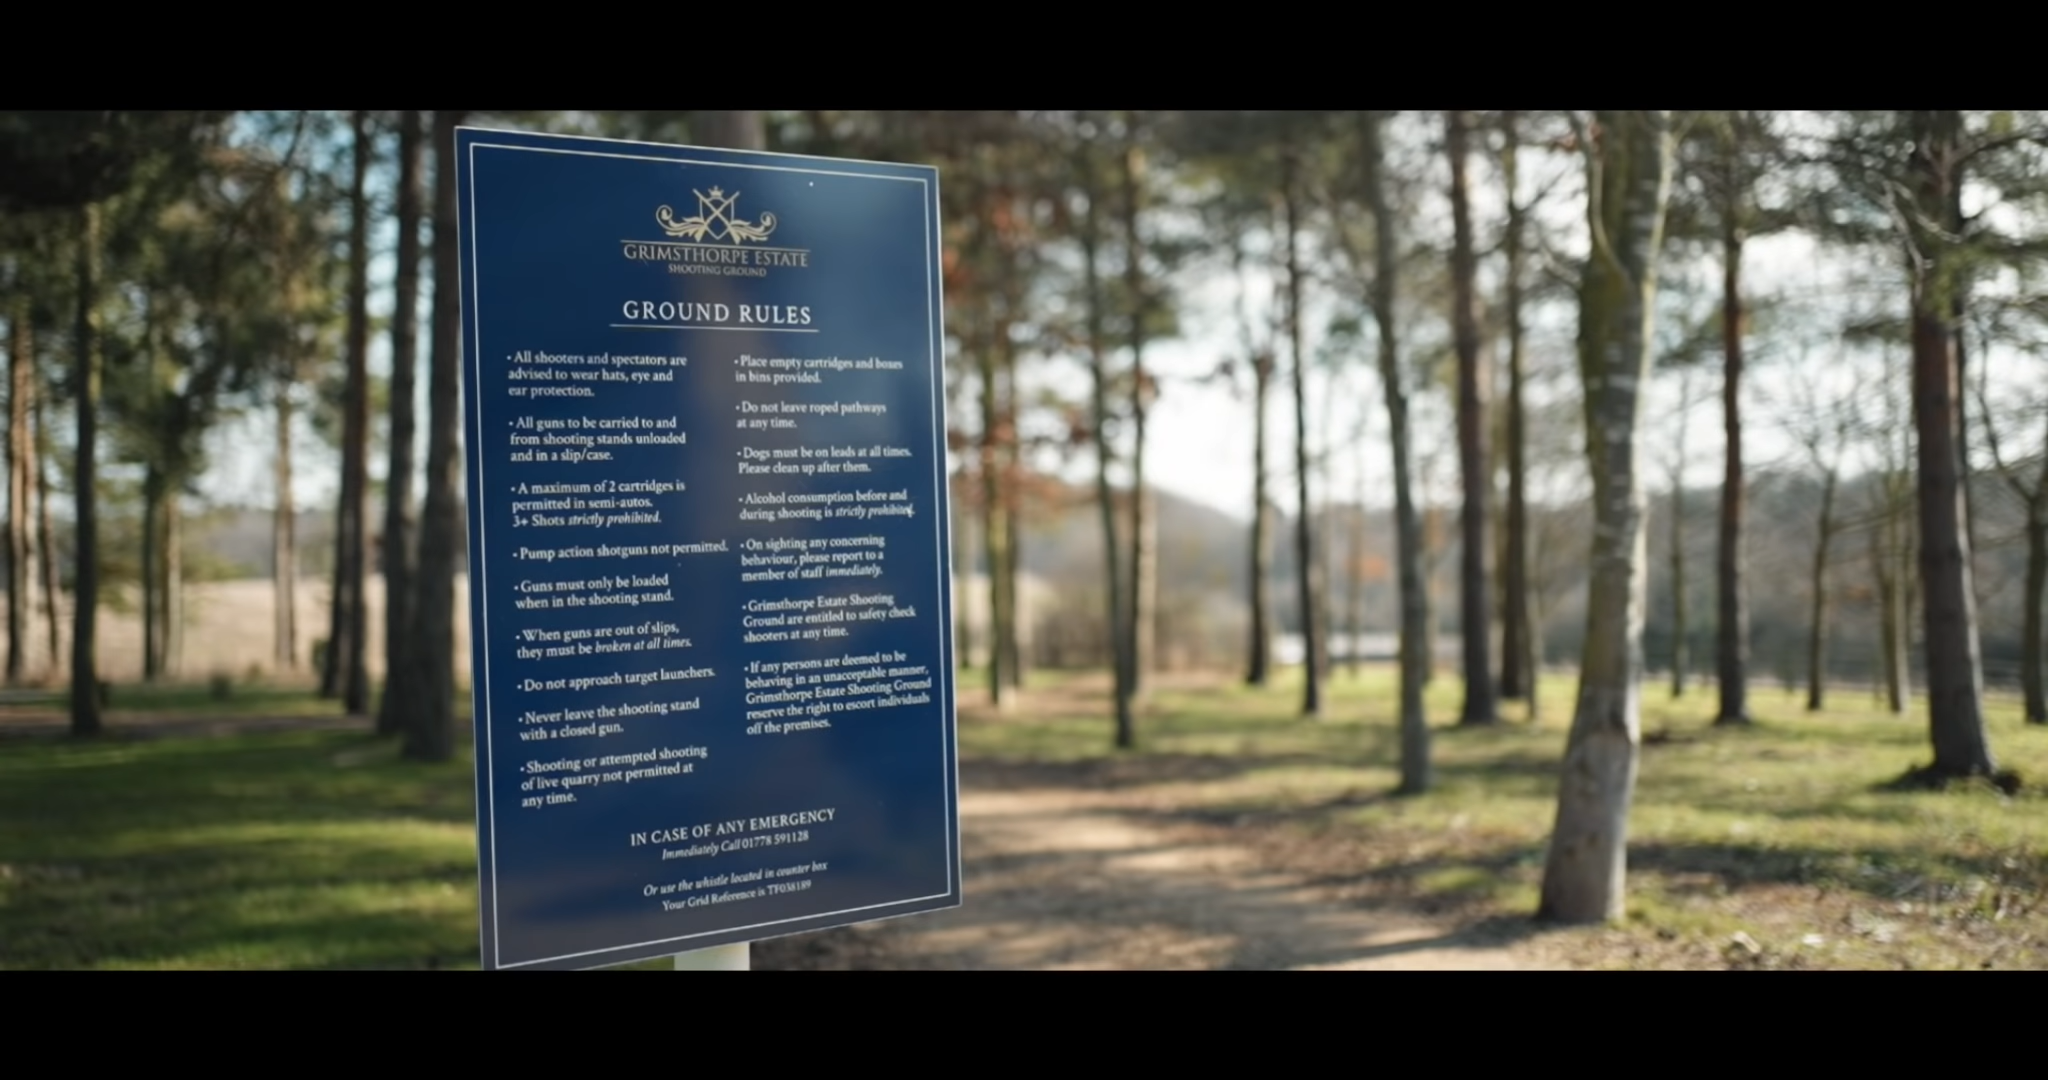 GRIMSTHORPE ESTATE
SHOOTING GROUND
GROUND RULES
• All shooters and spectators are
advised to wear hats, eye and
ear protection.
• All guns to be carried to and
from shooting stands unloaded
and in a slip/case.
• A maximum of 2 cartridges is
permitted in semi-autos.
3+ Shots strictly prohibited.
• Pump action shotguns not permitted.
• Guns must only be loaded
when in the shooting stand.
• When guns are out of slips,
they must be broken at all times.
• Do not approach target launchers.
• Never leave the shooting stand
with a closed gun.
• Shooting or attempted shooting
of live quarry not permitted at
any time.
• Place empty cartridges and boxes
in bins provided.
• Do not leave roped pathways
at any time.
• Dogs must be on leads at all times.
Please clean up after them.
• Alcohol consumption before and
during shooting is strictly prohibited.
• On sighting any concerning
behaviour, please report to a
member of staff immediately.
• Grimsthorpe Estate Shooting
Ground are entitled to safety check
shooters at any time.
• If any persons are deemed to be
behaving in an unacceptable manner,
Grimsthorpe Estate Shooting Ground
reserve the right to escort individuals
off the premises.
IN CASE OF ANY EMERGENCY
Immediately Call 01778 591128
Or use the whistle located in counter box
Your Grid Reference is TF038189